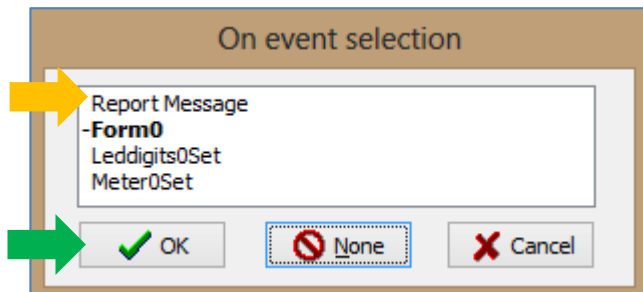 On event selection
Report Message
-Form0
Leddigits0Set
Meter0Set
OK
None
Cancel